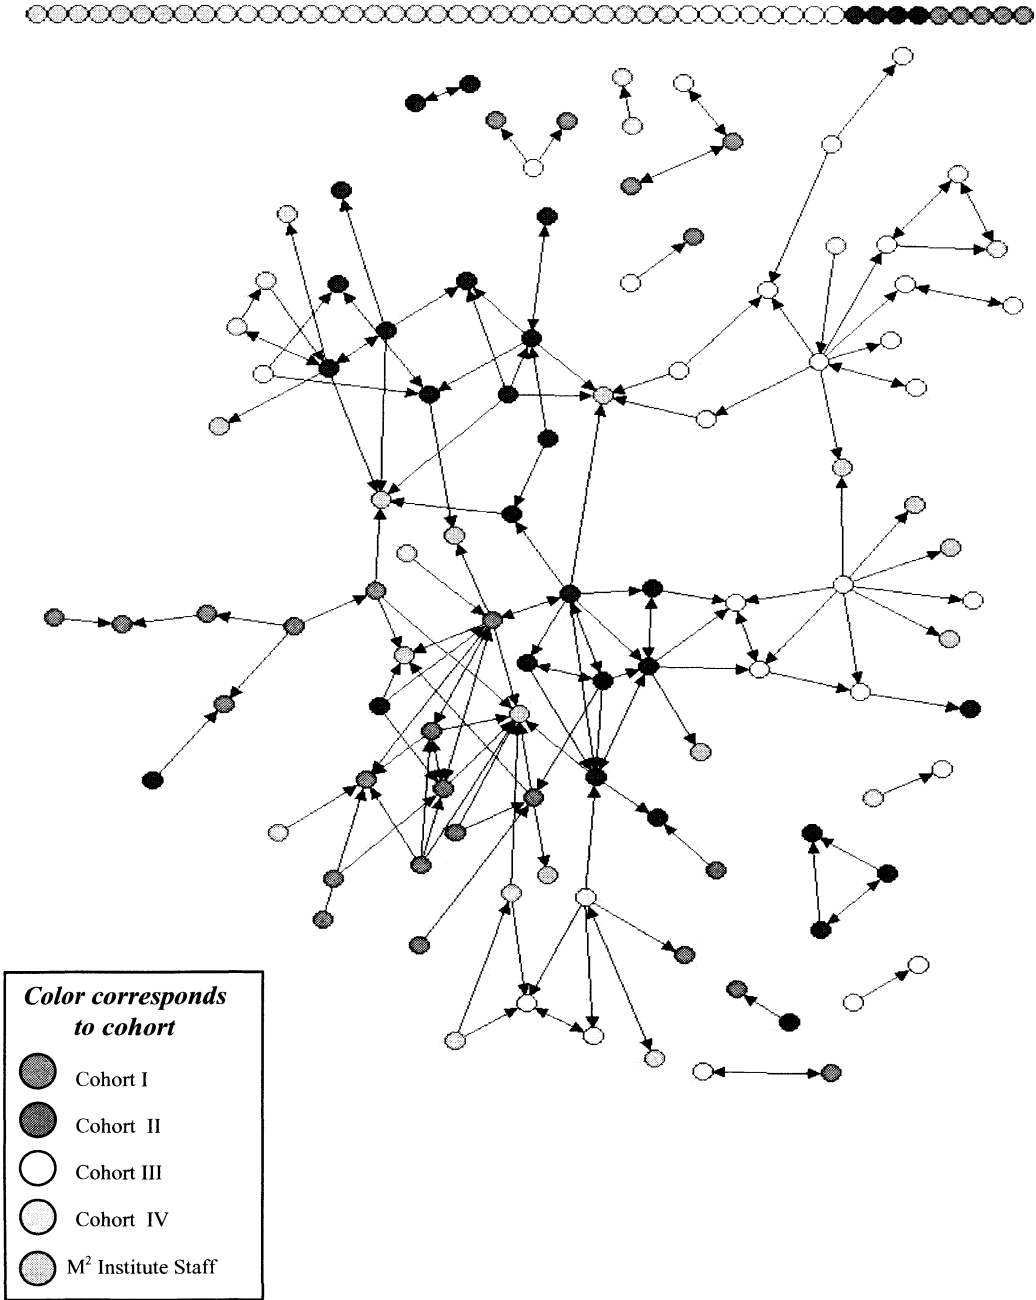 Color corresponds
to cohort
Cohort I
Cohort II
Cohort III
Cohort IV
M² Institute Staff